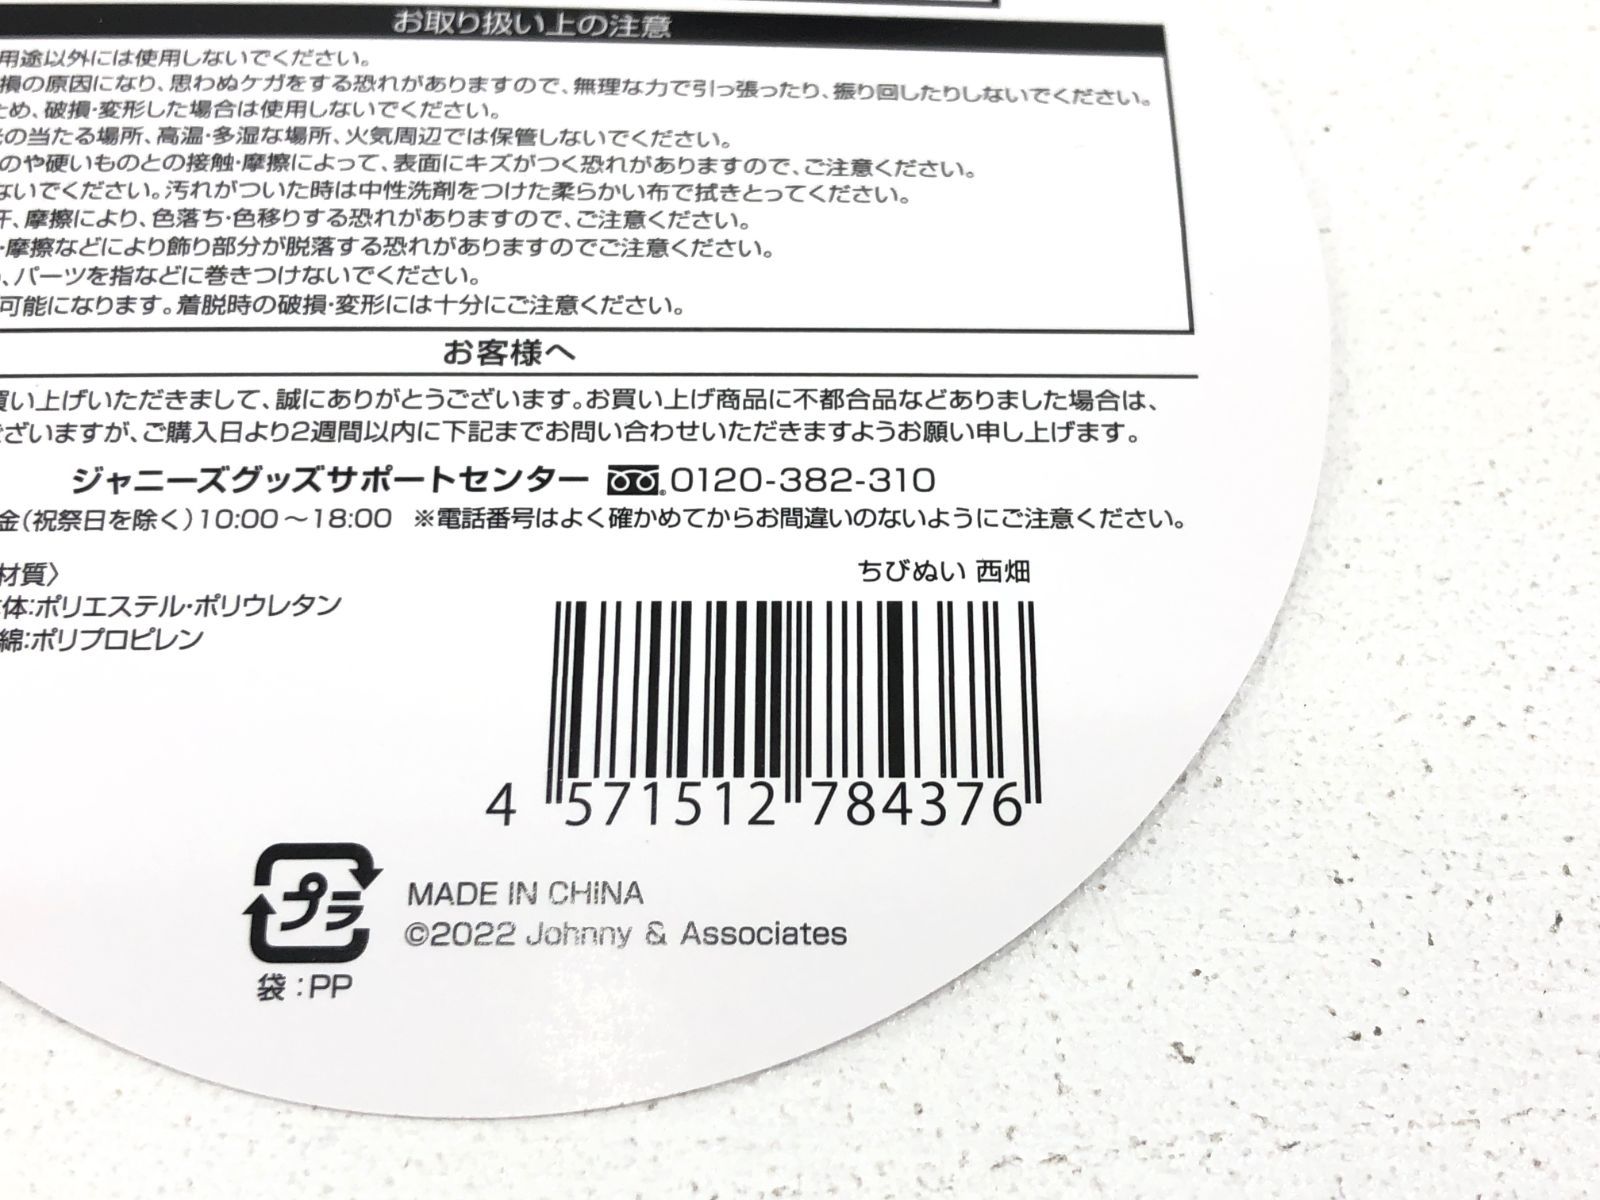 お取り扱い上の注意
用途以外には使用しないでください。
損の原因になり、思わぬケガをする恐れがありますので、無理な力で引っ張ったり、振り回したりしないでください。
ため、破損・変形した場合は使用しないでください。
の当たる場所、高温・多湿な場所、火気周辺では保管しないでください。
のや硬いものとの接触・摩擦によって、表面にキズがつく恐れがありますので、ご注意ください。
ないでください。汚れがついた時は中性洗剤をつけた柔らかい布で拭きとってください。
汗、摩擦により、色落ち・色移りする恐れがありますので、ご注意ください。
・摩擦などにより飾り部分が脱落する恐れがありますのでご注意ください。
、パーツを指などに巻きつけないでください。
可能になります。着脱時の破損・変形には十分にご注意ください。
お客様へ
買い上げいただきまして、誠にありがとうございます。お買い上げ商品に不都合品などありました場合は、
ございますが、ご購入日より2週間以内に下記までお問い合わせいただきますようお願い申し上げます。
ジャニーズグッズサポートセンター 0120-382-310
金(祝祭日を除く)10:00～18:00 ※電話番号はよく確かめてからお間違いのないようにご注意ください。
材質〉
体:ポリエステル・ポリウレタン
綿:ポリプロピレン
ちびぬい 西畑
4 571512 784376
プラ
袋:PP
MADE IN CHINA
©2022 Johnny & Associates